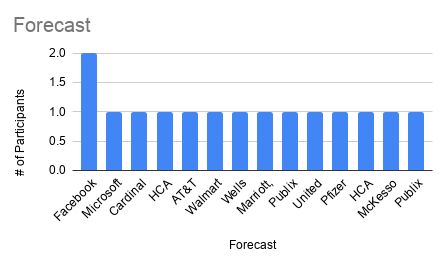 Forecast
# of Participants
2.0
1.5
1.0
0.5
0.0
Facebook
Microsoft
Cardinal
HCA
AT&T
Walmart
Wells
Marriott,
Publix
United
Pfizer
HCA
McKesso
Publix
Forecast